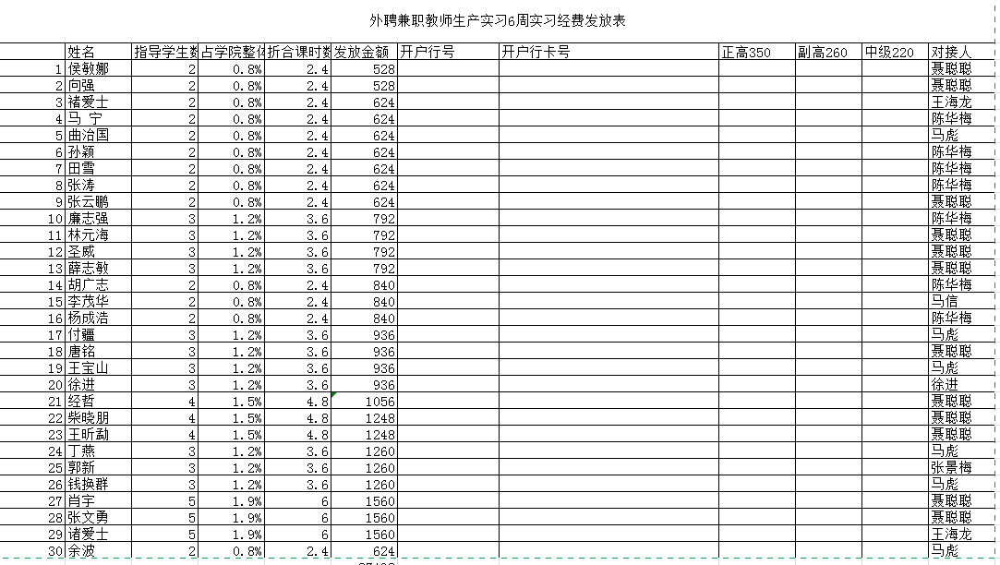 外聘兼职教师生产实习6周实习经费发放表
姓名 指导学生数 占学院整体 折合课时数 发放金额 开户行号 开户行卡号 正高350 副高260 中级220 对接人
1 侯敏娜 2 0.8% 2.4 528 聂聪聪
2 向强 2 0.8% 2.4 528 聂聪聪
3 褚爱士 2 0.8% 2.4 624 王海龙
4 马 宁 2 0.8% 2.4 624 陈华梅
5 曲治国 2 0.8% 2.4 624 马彪
6 孙颖 2 0.8% 2.4 624 陈华梅
7 田雪 2 0.8% 2.4 624 陈华梅
8 张涛 2 0.8% 2.4 624 陈华梅
9 张云鹏 2 0.8% 2.4 624 聂聪聪
10 廉志强 3 1.2% 3.6 792 陈华梅
11 林元海 3 1.2% 3.6 792 聂聪聪
12 圣威 3 1.2% 3.6 792 聂聪聪
13 薛志敏 3 1.2% 3.6 792 聂聪聪
14 胡广志 2 0.8% 2.4 840 陈华梅
15 李茂华 2 0.8% 2.4 840 马信
16 杨成浩 2 0.8% 2.4 840 陈华梅
17 付疆 3 1.2% 3.6 936 马彪
18 唐铭 3 1.2% 3.6 936 聂聪聪
19 王宝山 3 1.2% 3.6 936 马彪
20 徐进 3 1.2% 3.6 936 徐进
21 经哲 4 1.5% 4.8 1056 聂聪聪
22 柴晓朋 4 1.5% 4.8 1248 聂聪聪
23 王昕勐 4 1.5% 4.8 1248 聂聪聪
24 丁燕 3 1.2% 3.6 1260 马彪
25 郭新 3 1.2% 3.6 1260 张景梅
26 钱换群 3 1.2% 3.6 1260 马彪
27 肖宇 5 1.9% 6 1560 聂聪聪
28 张文勇 5 1.9% 6 1560 聂聪聪
29 诸爱士 5 1.9% 6 1560 王海龙
30 余波 2 0.8% 2.4 624 马彪